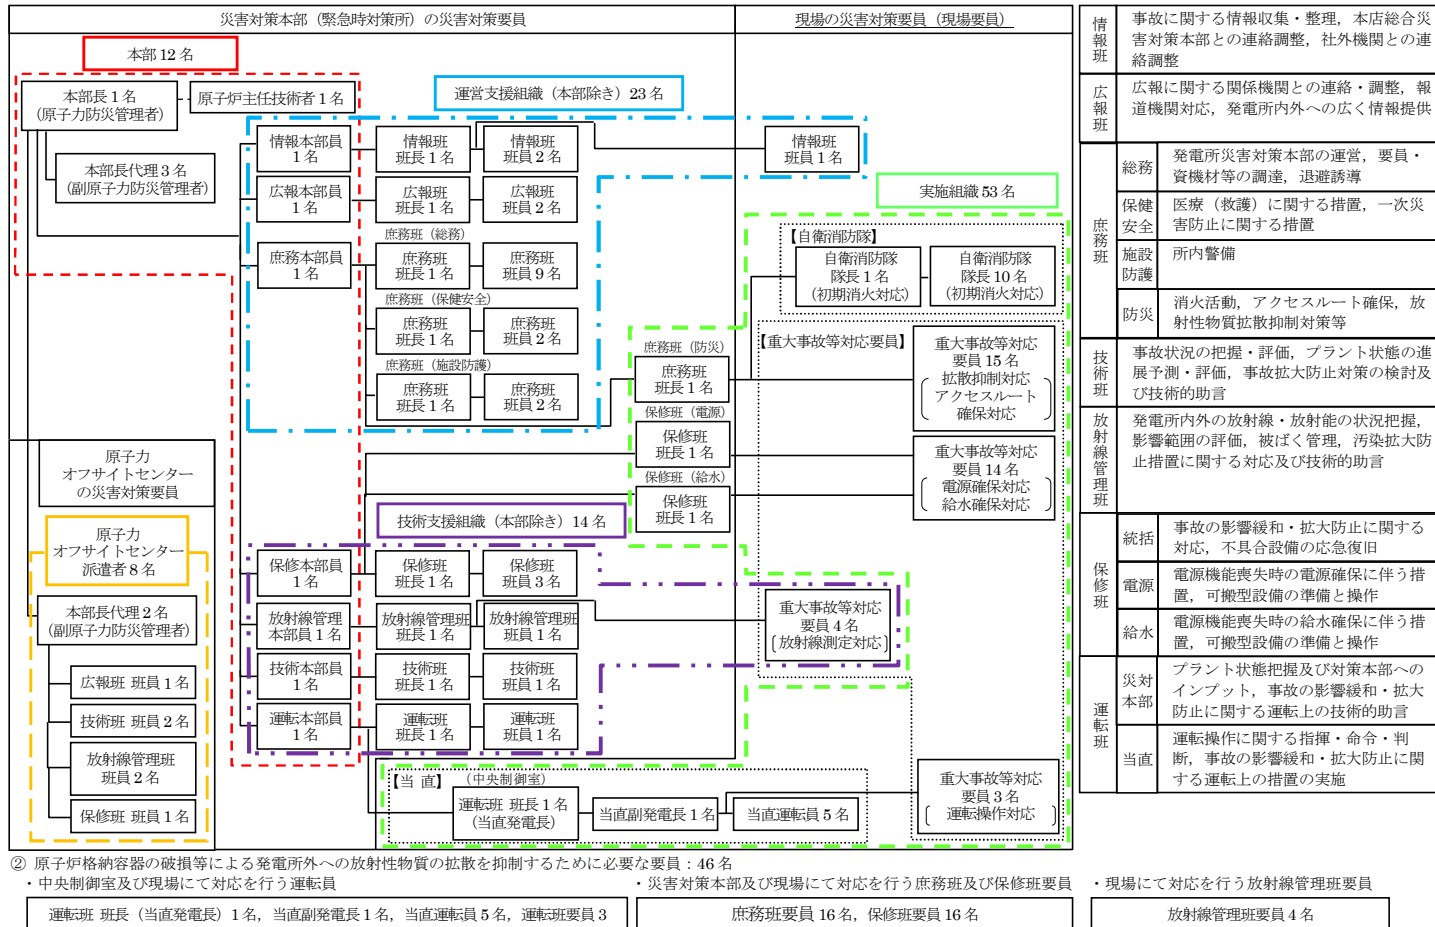 災害対策本部（緊急時対策所）の災害対策要員
現場の災害対策要員（現場要員）
本部 12 名
本部長 1 名
（原子力防災管理者）
原子炉主任技術者 1 名
運営支援組織（本部除き）23 名
本部長代理 3 名
（副原子力防災管理者）
情報本部員
1 名
情報班
班長 1 名
情報班
班員 2 名
情報班
班員 1 名
広報本部員
1 名
広報班
班長 1 名
広報班
班員 2 名
実施組織 53 名
庶務班（総務）
庶務本部員
1 名
庶務班
班長 1 名
庶務班
班員 9 名
【自衛消防隊】
自衛消防隊
隊長 1 名
（初期消火対応）
自衛消防隊
隊長 10 名
（初期消火対応）
庶務班（保健安全）
庶務班
班長 1 名
庶務班
班員 2 名
庶務班（施設防護）
庶務班
班長 1 名
庶務班
班員 2 名
庶務班（防災）
庶務班
班長 1 名
【重大事故等対応要員】
重大事故等対応
要員 15 名
拡散抑制対応
アクセスルート
確保対応
保修班（電源）
保修班
班長 1 名
保修班（給水）
保修班
班長 1 名
重大事故等対応
要員 14 名
電源確保対応
給水確保対応
原子力
オフサイトセンター
の災害対策要員
技術支援組織（本部除き）14 名
原子力
オフサイトセンター
派遣者 8 名
保修本部員
1 名
保修班
班長 1 名
保修班
班員 3 名
本部長代理 2 名
（副原子力防災管理者）
放射線管理
本部員 1 名
放射線管理班
班長 1 名
放射線管理班
班員 1 名
重大事故等対応
要員 4 名
〔放射線測定対応〕
広報班 班員 1 名
技術本部員
1 名
技術班
班長 1 名
技術班
班員 1 名
技術班 班員 2 名
運転本部員
1 名
運転班
班長 1 名
運転班
班員 1 名
放射線管理班
班員 2 名
保修班 班員 1 名
【当 直】
（中央制御室）
運転班 班長 1 名
（当直発電長）
当直副発電長 1 名
当直運転員 5 名
重大事故等対応
要員 3 名
〔 運転操作対応 〕
情報班
事故に関する情報収集・整理，本店総合災
害対策本部との連絡調整，社外機関との連
絡調整
広報班
広報に関する関係機関との連絡・調整，報
道機関対応，発電所内外への広く情報提供
庶務班
総務
発電所災害対策本部の運営，要員・
資機材等の調達，退避誘導
保健
安全
医療（救護）に関する措置，一次災
害防止に関する措置
施設
防護
所内警備
防災
消火活動，アクセスルート確保，放
射性物質拡散抑制対策等
技術班
事故状況の把握・評価，プラント状態の進
展予測・評価，事故拡大防止対策の検討及
び技術的助言
放射線管理班
発電所内外の放射線・放射能の状況把握，
影響範囲の評価，被ばく管理，汚染拡大防
止措置に関する対応及び技術的助言
保修班
統括
事故の影響緩和・拡大防止に関する
対応，不具合設備の応急復旧
電源
電源機能喪失時の電源確保に伴う措
置，可搬型設備の準備と操作
給水
電源機能喪失時の給水確保に伴う措
置，可搬型設備の準備と操作
運転班
災対
本部
プラント状態把握及び対策本部への
インプット，事故の影響緩和・拡大
防止に関する運転上の技術的助言
当直
運転操作に関する指揮・命令・判
断，事故の影響緩和・拡大防止に関
する運転上の措置の実施
② 原子炉格納容器の破損等による発電所外への放射性物質の拡散を抑制するために必要な要員：46 名
・中央制御室及び現場にて対応を行う運転員
・災害対策本部及び現場にて対応を行う庶務班及び保修班要員
・現場にて対応を行う放射線管理班要員
運転班 班長（当直発電長）1 名，当直副発電長 1 名，当直運転員 5 名，運転班要員 3
庶務班要員 16 名，保修班要員 16 名
放射線管理班要員 4 名